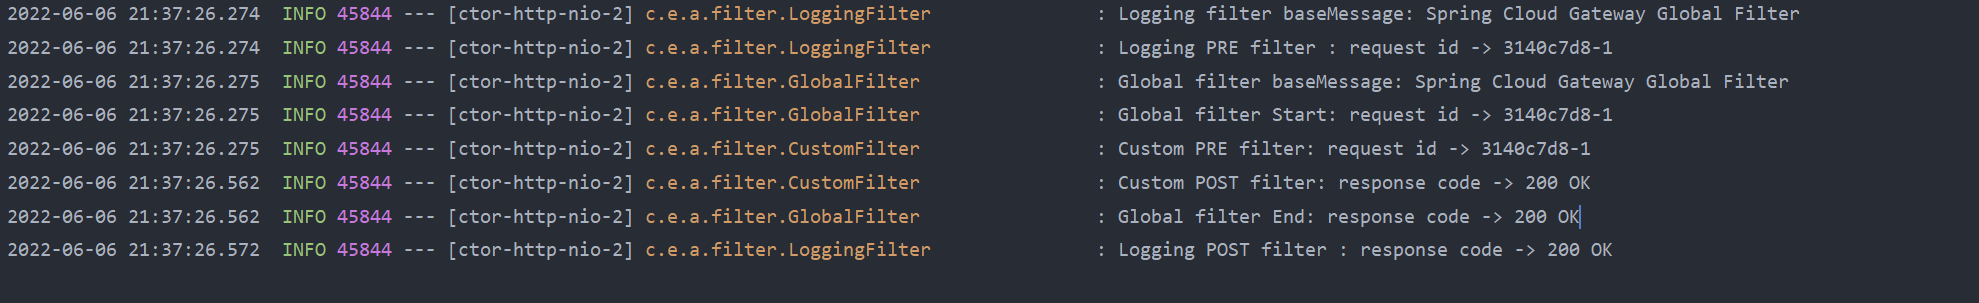 2022-06-06 21:37:26.274  INFO 45844 --- [ctor-http-nio-2] c.e.a.filter.LoggingFilter               : Logging filter baseMessage: Spring Cloud Gateway Global Filter
2022-06-06 21:37:26.274  INFO 45844 --- [ctor-http-nio-2] c.e.a.filter.LoggingFilter               : Logging PRE filter : request id -> 3140c7d8-1
2022-06-06 21:37:26.275  INFO 45844 --- [ctor-http-nio-2] c.e.a.filter.GlobalFilter                : Global filter baseMessage: Spring Cloud Gateway Global Filter
2022-06-06 21:37:26.275  INFO 45844 --- [ctor-http-nio-2] c.e.a.filter.GlobalFilter                : Global filter Start: request id -> 3140c7d8-1
2022-06-06 21:37:26.275  INFO 45844 --- [ctor-http-nio-2] c.e.a.filter.CustomFilter                : Custom PRE filter: request id -> 3140c7d8-1
2022-06-06 21:37:26.562  INFO 45844 --- [ctor-http-nio-2] c.e.a.filter.CustomFilter                : Custom POST filter: response code -> 200 OK
2022-06-06 21:37:26.562  INFO 45844 --- [ctor-http-nio-2] c.e.a.filter.GlobalFilter                : Global filter End: response code -> 200 OK
2022-06-06 21:37:26.572  INFO 45844 --- [ctor-http-nio-2] c.e.a.filter.LoggingFilter               : Logging POST filter : response code -> 200 OK